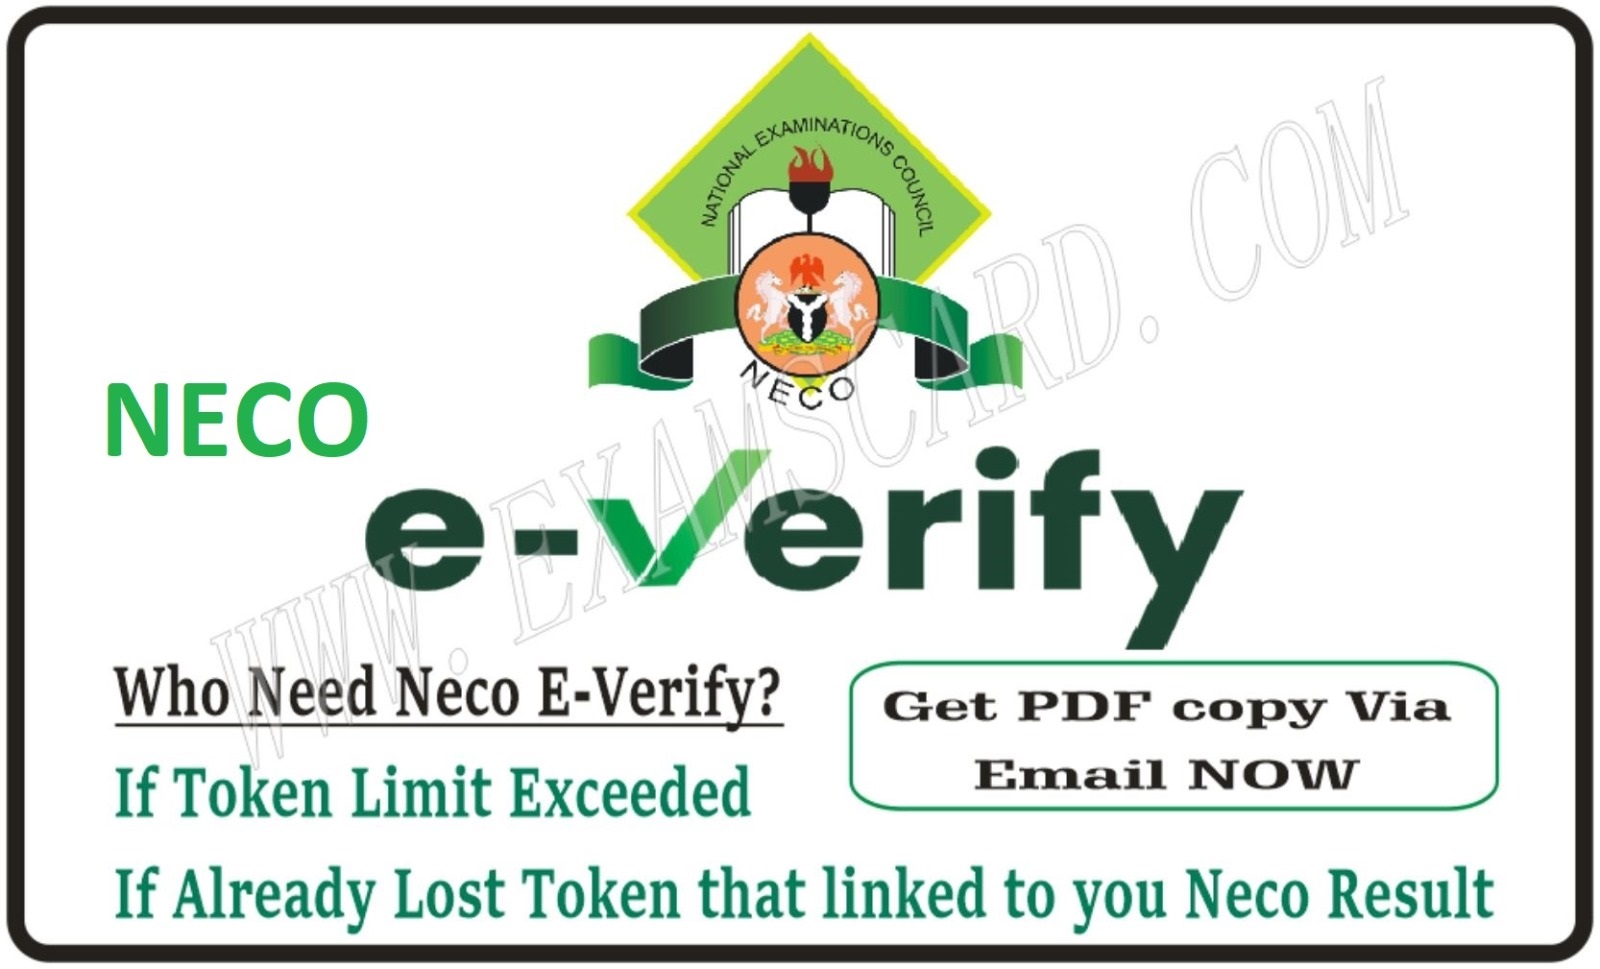 NATIONAL EXAMINATIONS COUNCIL
NECO
NECO
e-verify
WWW.EXAMSCARD.COM
Who Need Neco E-Verify?
Get PDF copy Via
Email NOW
If Token Limit Exceeded
If Already Lost Token that linked to you Neco Result